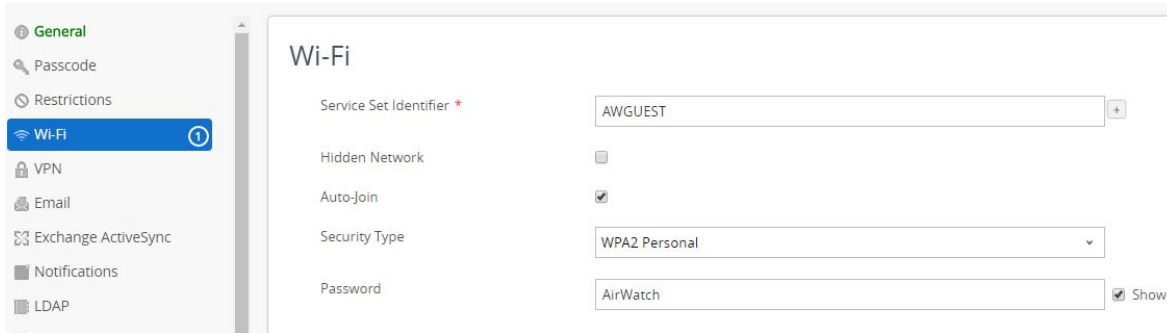 General
Passcode
Restrictions
Wi-Fi 1
VPN
Email
Exchange ActiveSync
Notifications
LDAP
Wi-Fi
Service Set Identifier * AWGUEST +
Hidden Network
Auto-Join
Security Type WPA2 Personal
Password AirWatch Show